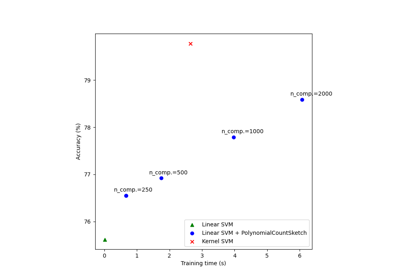 79
78
77
76
Accuracy (%)
n_comp.=2000
n_comp.=1000
n_comp.=500
n_comp.=250
Linear SVM
Linear SVM + PolynomialCountSketch
Kernel SVM
0 1 2 3 4 5 6
Training time (s)